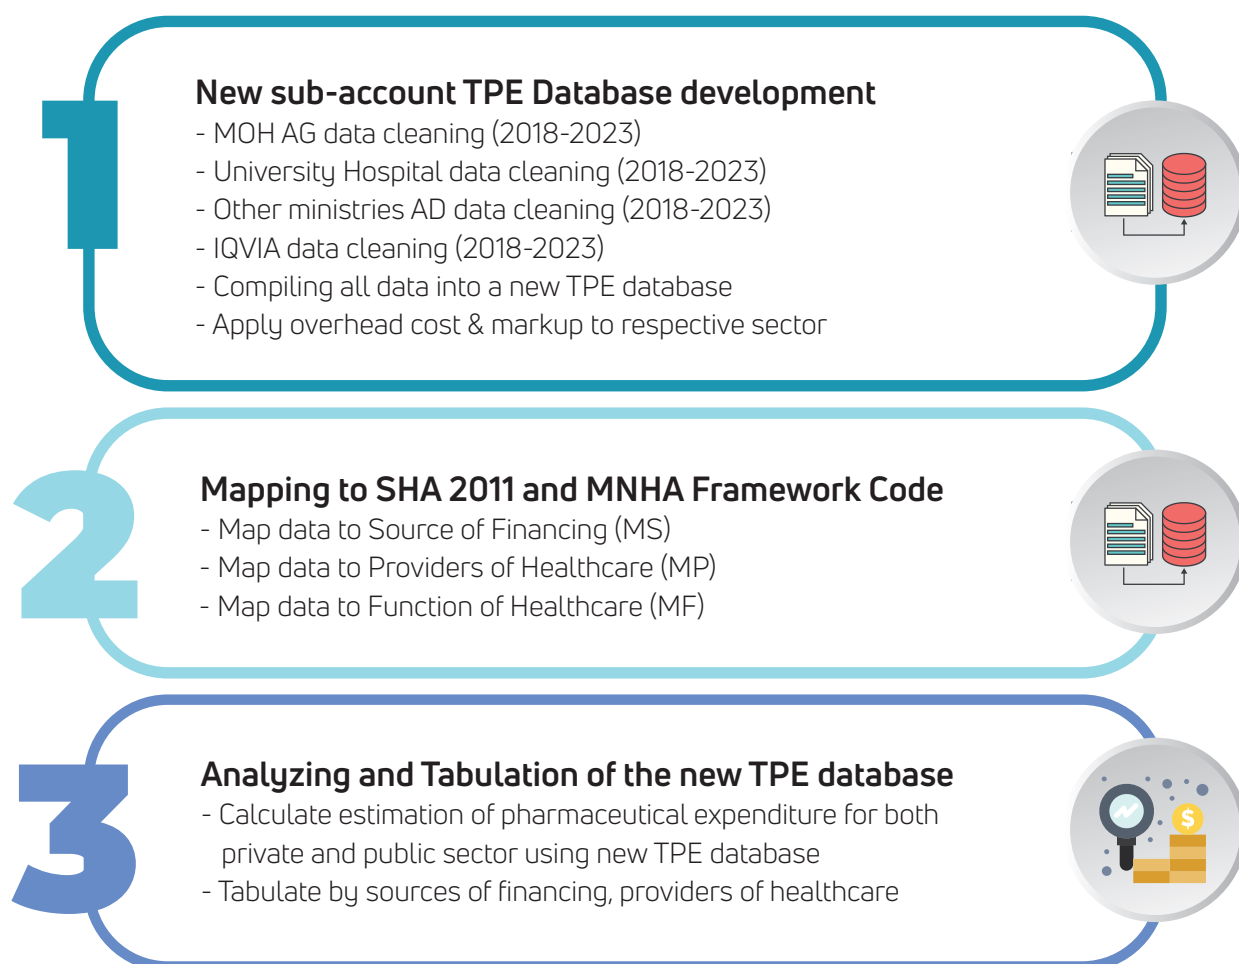 1
New sub-account TPE Database development
- MOH AG data cleaning (2018-2023)
- University Hospital data cleaning (2018-2023)
- Other ministries AD data cleaning (2018-2023)
- IQVIA data cleaning (2018-2023)
- Compiling all data into a new TPE database
- Apply overhead cost & markup to respective sector
2
Mapping to SHA 2011 and MNHA Framework Code
- Map data to Source of Financing (MS)
- Map data to Providers of Healthcare (MP)
- Map data to Function of Healthcare (MF)
3
Analyzing and Tabulation of the new TPE database
- Calculate estimation of pharmaceutical expenditure for both
private and public sector using new TPE database
- Tabulate by sources of financing, providers of healthcare
$